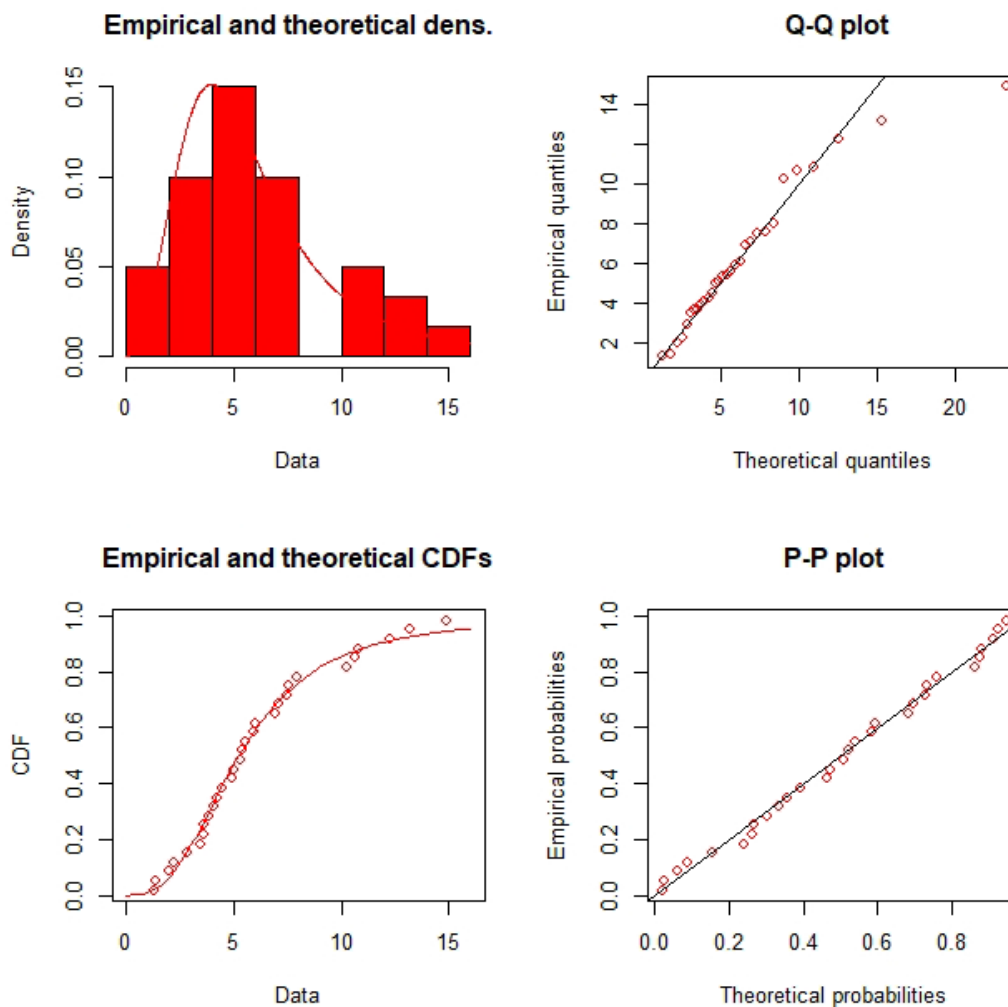 Empirical and theoretical dens.
Density
0.00 0.05 0.10 0.15
0 5 10 15
Data
Q-Q plot
Empirical quantiles
2 4 6 8 10 14
5 10 15 20
Theoretical quantiles
Empirical and theoretical CDFs
CDF
0.0 0.2 0.4 0.6 0.8 1.0
0 5 10 15
Data
P-P plot
Empirical probabilities
0.0 0.2 0.4 0.6 0.8 1.0
0.0 0.2 0.4 0.6 0.8
Theoretical probabilities